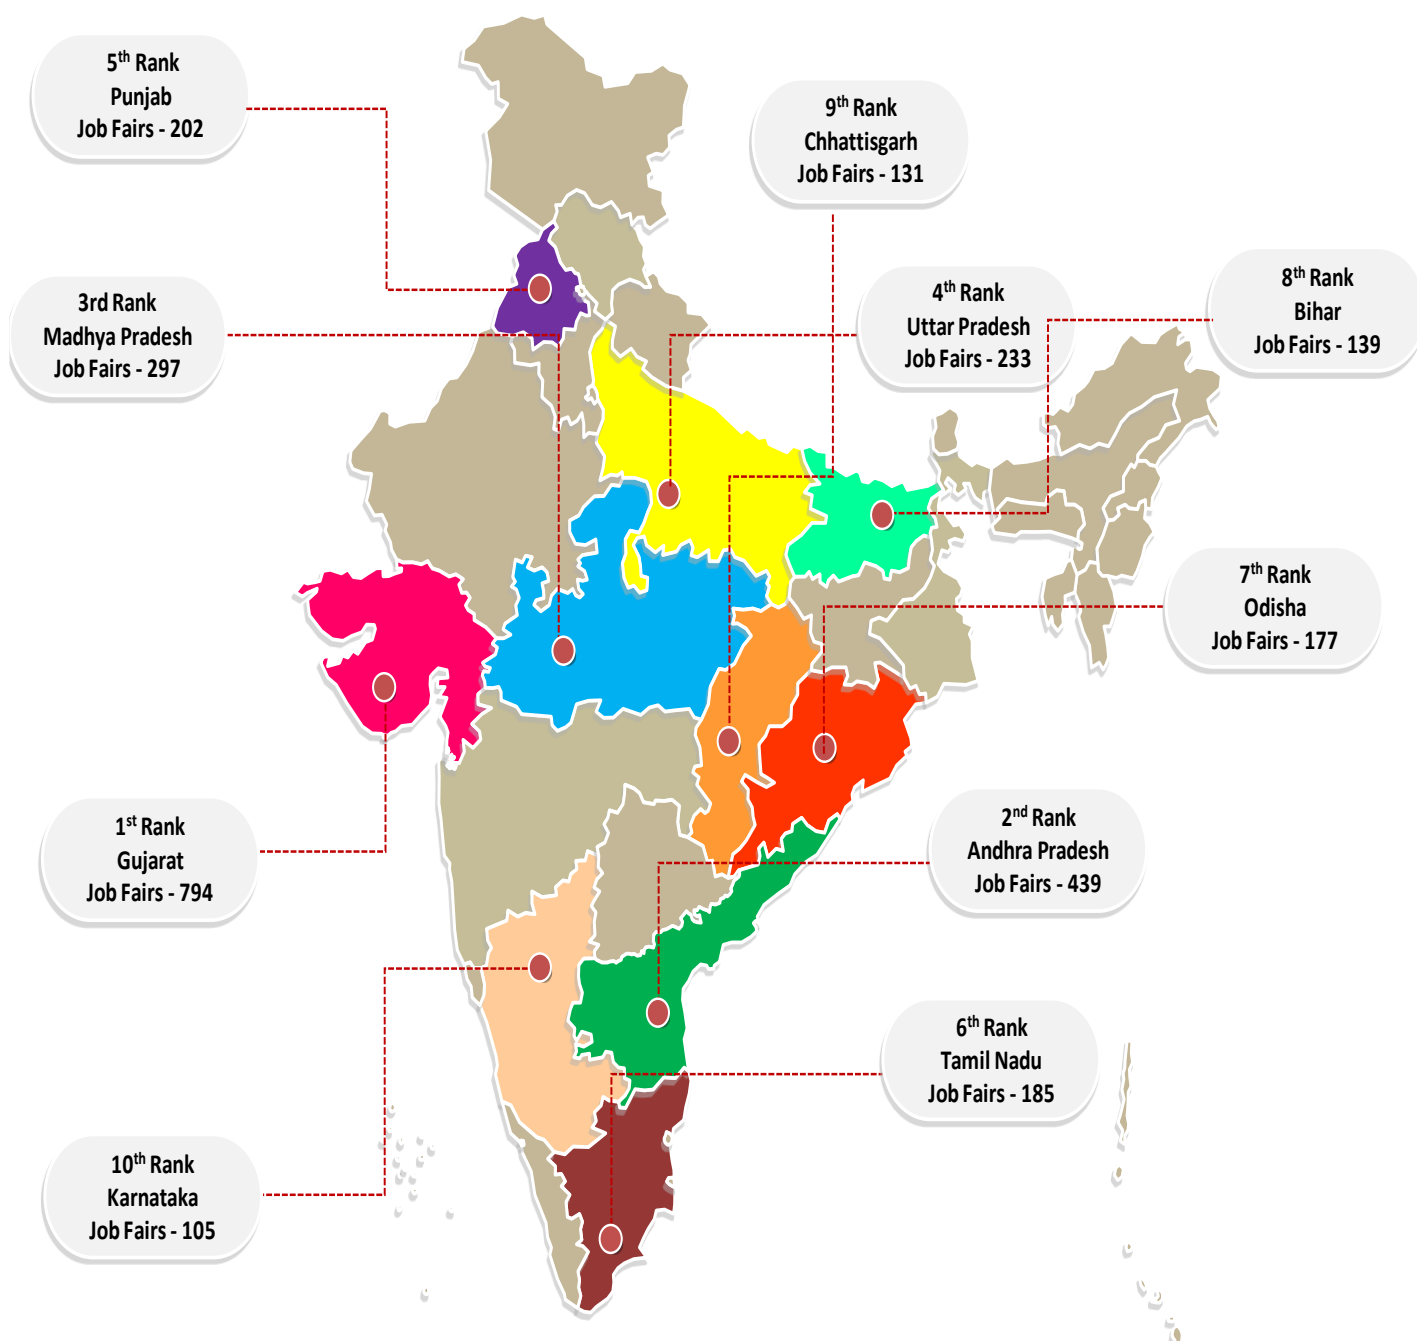 5th Rank
Punjab
Job Fairs - 202
9th Rank
Chhattisgarh
Job Fairs - 131
8th Rank
Bihar
Job Fairs - 139
4th Rank
Uttar Pradesh
Job Fairs - 233
3rd Rank
Madhya Pradesh
Job Fairs - 297
7th Rank
Odisha
Job Fairs - 177
2nd Rank
Andhra Pradesh
Job Fairs - 439
1st Rank
Gujarat
Job Fairs - 794
6th Rank
Tamil Nadu
Job Fairs - 185
10th Rank
Karnataka
Job Fairs - 105